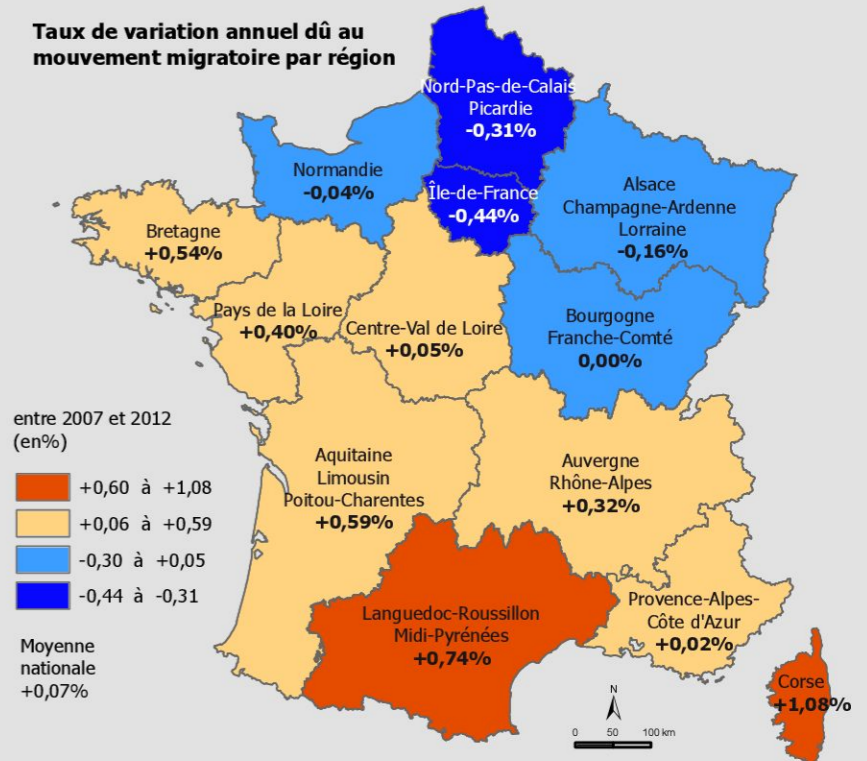 Taux de variation annuel dû au
mouvement migratoire par région
Nord-Pas-de-Calais
Picardie
-0,31%
Normandie
-0,04%
Île-de-France
-0,44%
Alsace
Champagne-Ardenne
Lorraine
-0,16%
Bretagne
+0,54%
Pays de la Loire
+0,40%
Centre-Val de Loire
+0,05%
Bourgogne
Franche-Comté
0,00%
entre 2007 et 2012
(en%)
+0,60 à +1,08
+0,06 à +0,59
-0,30 à +0,05
-0,44 à -0,31
Moyenne
nationale
+0,07%
Aquitaine
Limousin
Poitou-Charentes
+0,59%
Auvergne
Rhône-Alpes
+0,32%
Languedoc-Roussillon
Midi-Pyrénées
+0,74%
Provence-Alpes-
Côte d'Azur
+0,02%
Corse
+1,08%
N
0 50 100 km